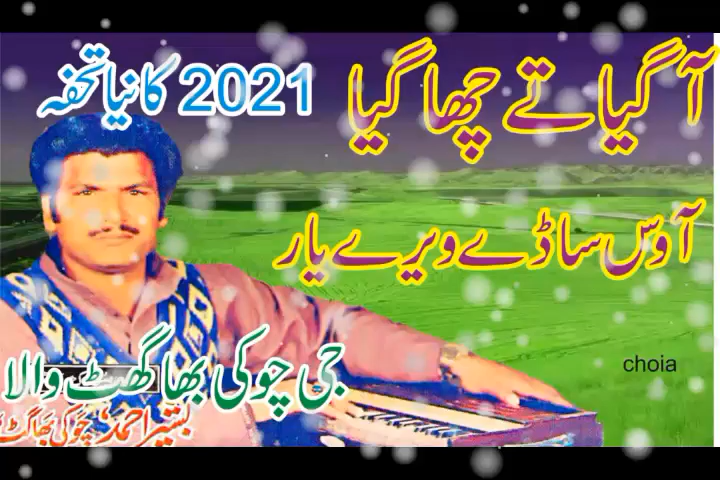 آ گیا تے چھا گیا
2021 کا نیا تحفہ
آ وس ساڈے ویرے یار
جی چوکی بھاگھٹ والا
بشیر احمد، چوکی بھاگٹ
choia